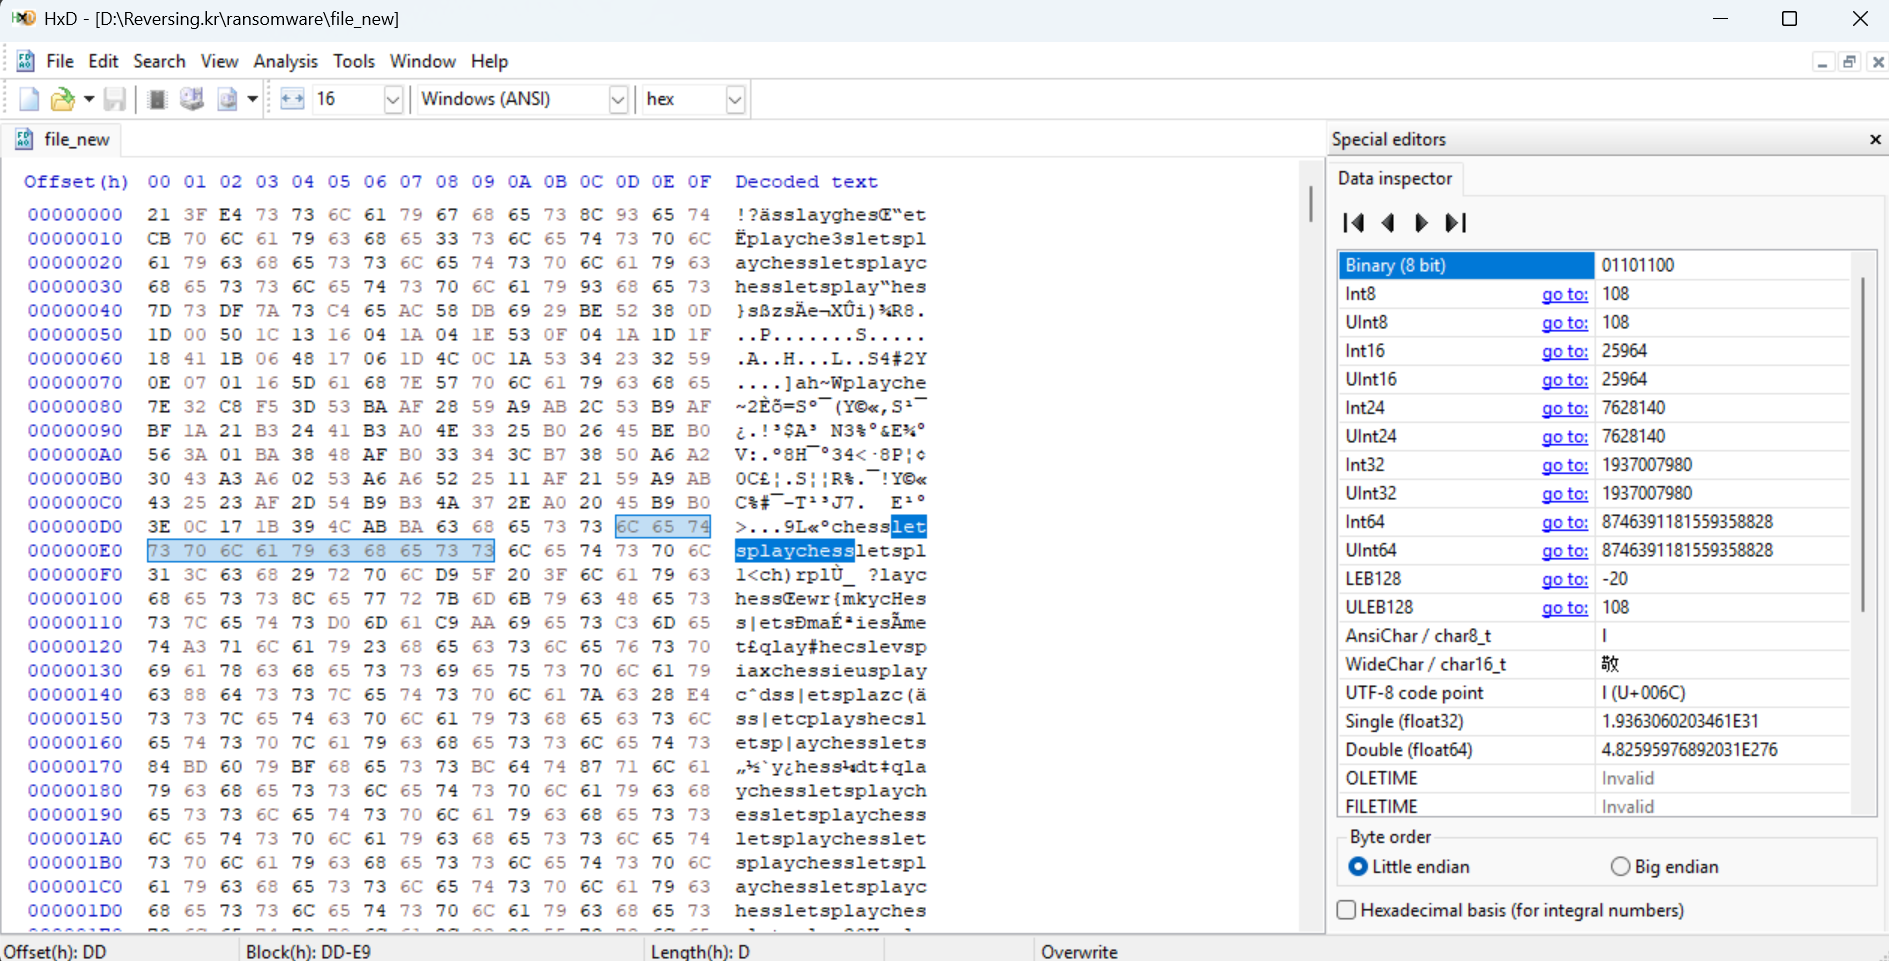 HxD - [D:\Reversing.kr\ransomware\file_new]
File Edit Search View Analysis Tools Window Help
16 Windows (ANSI) hex
file_new
Offset(h) 00 01 02 03 04 05 06 07 08 09 0A 0B 0C 0D 0E 0F Decoded text
00000000 21 3F E4 73 73 6C 61 79 67 68 65 73 8C 93 65 74 !?ässlayghesŒ“et
00000010 CB 70 6C 61 79 63 68 65 33 73 6C 65 74 73 70 6C Ëplayche3sletspl
00000020 61 79 63 68 65 73 73 6C 65 74 73 70 6C 61 79 63 aychessletsplayc
00000030 68 65 73 73 6C 65 74 73 70 6C 61 79 93 68 65 73 hessletsplay“hes
00000040 7D 73 DF 7A 73 C4 65 AC 58 DB 69 29 BE 52 38 0D }sßzsÄe¬XÛi)¾R8.
00000050 1D 00 50 1C 13 16 04 1A 04 1E 53 0F 04 1A 1D 1F ..P.......S.....
00000060 18 41 1B 06 48 17 06 1D 4C 0C 1A 53 34 23 32 59 .A..H...L..S4#2Y
00000070 0E 07 01 16 5D 61 68 7E 57 70 6C 61 79 63 68 65 ....]ah~Wplayche
00000080 7E 32 C8 F5 3D 53 BA AF 28 59 A9 AB 2C 53 B9 AF ~2Èõ=Sº¯(Y©«,S¹¯
00000090 BF 1A 21 B3 24 41 B3 A0 4E 33 25 B0 26 45 BE B0 ¿.!³$A³ N3%°&E¾°
000000A0 56 3A 01 BA 38 48 AF B0 33 34 3C B7 38 50 A6 A2 V:.º8H¯°34<·8P¦¢
000000B0 30 43 A3 A6 02 53 A6 A6 52 25 11 AF 21 59 A9 AB 0C£¦.S¦¦R%.¯!Y©«
000000C0 43 25 23 AF 2D 54 B9 B3 4A 37 2E A0 20 45 B9 B0 C%#¯-T¹³J7.  E¹°
000000D0 3E 0C 17 1B 39 4C AB BA 63 68 65 73 73 6C 65 74 >...9L«ºchesslet
000000E0 73 70 6C 61 79 63 68 65 73 73 6C 65 74 73 70 6C splaychessletspl
000000F0 31 3C 63 68 29 72 70 6C D9 5F 20 3F 6C 61 79 63 1<ch)rplÙ_ ?layc
00000100 68 65 73 73 8C 65 77 72 7B 6D 6B 79 63 48 65 73 hessŒewr{mkycHes
00000110 73 7C 65 74 73 D0 6D 61 C9 AA 69 65 73 C3 6D 65 s|etsÐmaÉªiesÃme
00000120 74 A3 71 6C 61 79 23 68 65 63 73 6C 65 76 73 70 t£qlay#hecslevsp
00000130 69 61 78 63 68 65 73 73 69 65 75 73 70 6C 61 79 iaxchessieusplay
00000140 63 88 64 73 73 7C 65 74 73 70 6C 61 7A 63 28 E4 cˆdss|etsplazc(ä
00000150 73 73 7C 65 74 63 70 6C 61 79 73 68 65 63 73 6C ss|etcplayshecsl
00000160 65 74 73 70 7C 61 79 63 68 65 73 73 6C 65 74 73 etsp|aychesslets
00000170 84 BD 60 79 BF 68 65 73 73 BC 64 74 87 71 6C 61 „½`y¿hess¼dt‡qla
00000180 79 63 68 65 73 73 6C 65 74 73 70 6C 61 79 63 68 ychessletsplaych
00000190 65 73 73 6C 65 74 73 70 6C 61 79 63 68 65 73 73 essletsplaychess
000001A0 6C 65 74 73 70 6C 61 79 63 68 65 73 73 6C 65 74 letsplaychesslet
000001B0 73 70 6C 61 79 63 68 65 73 73 6C 65 74 73 70 6C splaychessletspl
000001C0 61 79 63 68 65 73 73 6C 65 74 73 70 6C 61 79 63 aychessletsplayc
000001D0 68 65 73 73 6C 65 74 73 70 6C 61 79 63 68 65 73 hessletsplayches
Special editors
Data inspector
Binary (8 bit) 01101100
Int8 go to: 108
UInt8 go to: 108
Int16 go to: 25964
UInt16 go to: 25964
Int24 go to: 7628140
UInt24 go to: 7628140
Int32 go to: 1937007980
UInt32 go to: 1937007980
Int64 go to: 8746391181559358828
UInt64 go to: 8746391181559358828
LEB128 go to: -20
ULEB128 go to: 108
AnsiChar / char8_t l
WideChar / char16_t 敬
UTF-8 code point l (U+006C)
Single (float32) 1.9363060203461E31
Double (float64) 4.82595976892031E276
OLETIME Invalid
FILETIME Invalid
Byte order
Little endian Big endian
Hexadecimal basis (for integral numbers)
Offset(h): DD Block(h): DD-E9 Length(h): D Overwrite